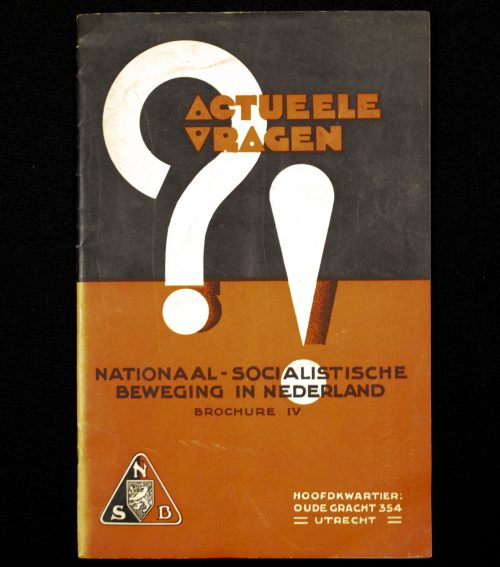 ACTUEELE
VRAGEN
?!
NATIONAAL-SOCIALISTISCHE
BEWEGING IN NEDERLAND
BROCHURE IV
N
S B
HOOFDKWARTIER:
OUDE GRACHT 354
UTRECHT